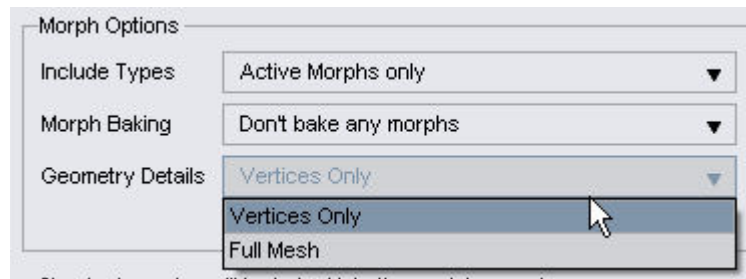 Morph Options
Include Types Active Morphs only
Morph Baking Don't bake any morphs
Geometry Details Vertices Only
Vertices Only
Full Mesh